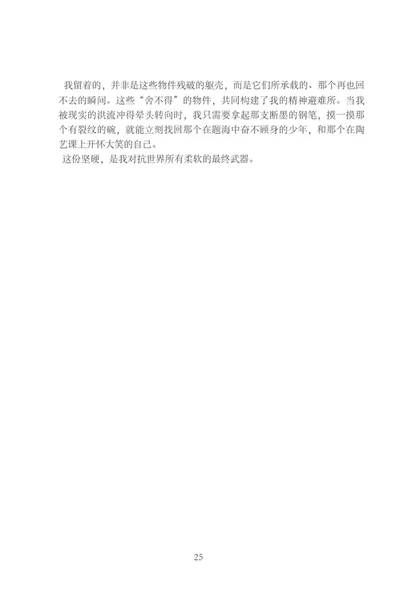 我留着的，并非是这些物件残破的躯壳，而是它们所承载的、那个再也回
不去的瞬间。这些“舍不得”的物件，共同构建了我的精神避难所。当我
被现实的洪流冲得晕头转向时，我只需要拿起那支断墨的钢笔，摸一摸那
个有裂纹的碗，就能立刻找回那个在题海中奋不顾身的少年，和那个在陶
艺课上开怀大笑的自己。
这份坚硬，是我对抗世界所有柔软的最终武器。
25